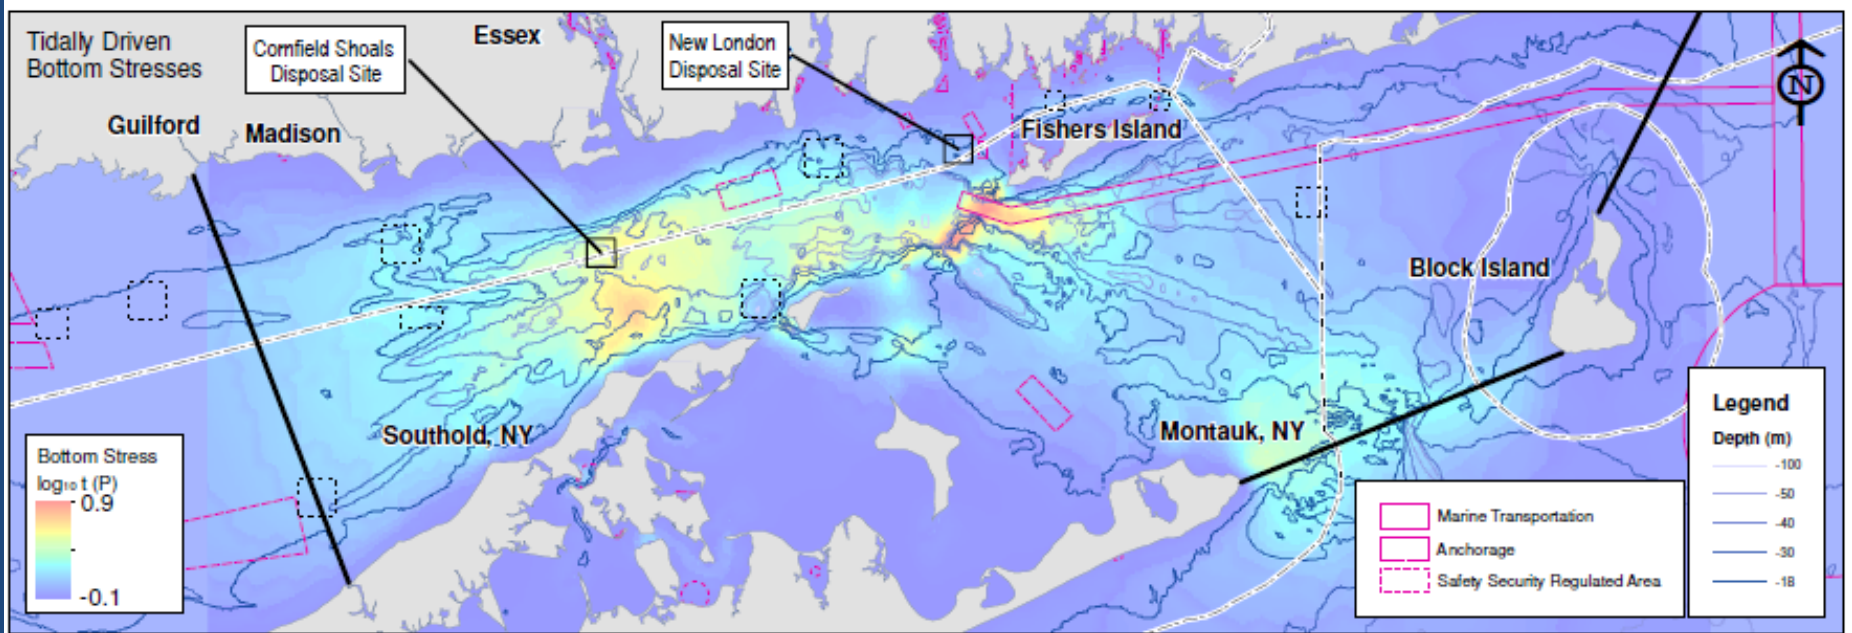 Tidally Driven
Bottom Stresses
Cornfield Shoals
Disposal Site
Essex
New London
Disposal Site
N
Guilford
Madison
Fishers Island
Block Island
Southold, NY
Montauk, NY
Bottom Stress
log₁₀ t (P)
0.9
-0.1
Marine Transportation
Anchorage
Safety Security Regulated Area
Legend
Depth (m)
-100
-50
-40
-30
-18